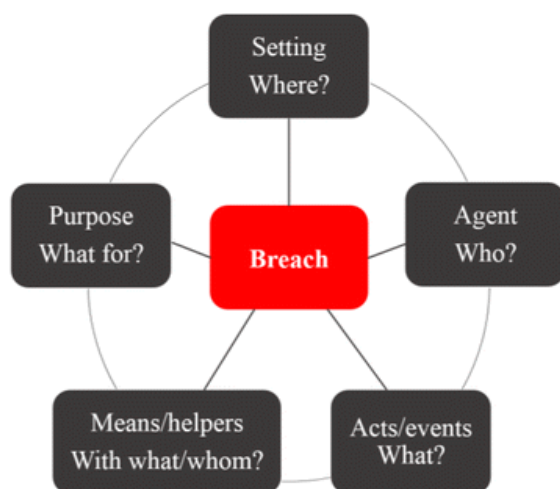 Setting
Where?
Purpose
What for?
Breach
Agent
Who?
Means/helpers
With what/whom?
Acts/events
What?